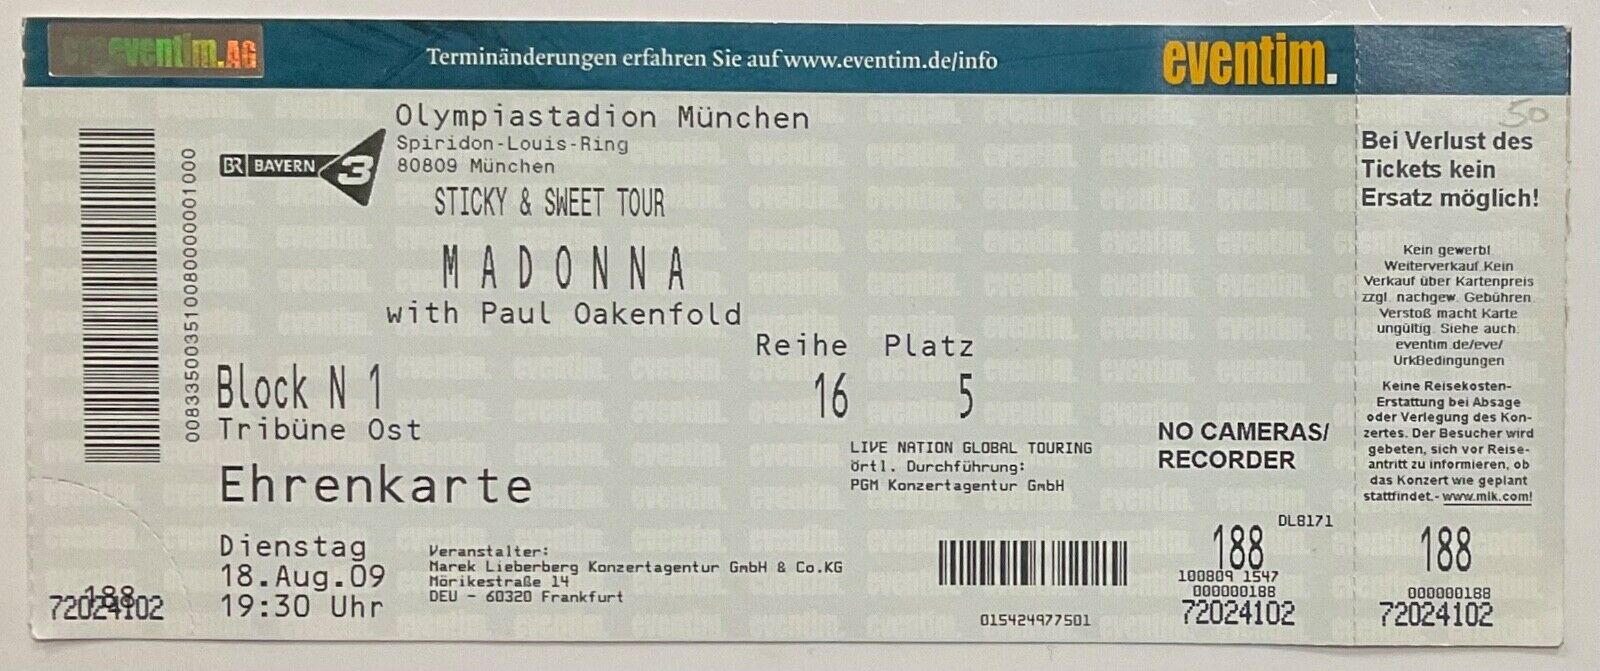 eventim.AG
Terminänderungen erfahren Sie auf www.eventim.de/info
eventim.
50
008335003510080000001000
BR BAYERN 3
Olympiastadion München
Spiridon-Louis-Ring
80809 München
STICKY & SWEET TOUR
MADONNA
with Paul Oakenfold
Reihe Platz
16 5
Block N 1
Tribüne Ost
Ehrenkarte
LIVE NATION GLOBAL TOURING
örtl. Durchführung:
PGM Konzertagentur GmbH
NO CAMERAS/
RECORDER
Dienstag
18.Aug.09
19:30 Uhr
Veranstalter:
Marek Lieberberg Konzertagentur GmbH & Co.KG
Mörikestraße 14
DEU - 60320 Frankfurt
015424977501
DL8171
188
100809 1547
000000188
72024102
188
72024102
Bei Verlust des
Tickets kein
Ersatz möglich!
Kein gewerbl.
Weiterverkauf.Kein
Verkauf über Kartenpreis
zzgl. nachgew. Gebühren.
Verstoß macht Karte
ungültig. Siehe auch:
eventim.de/eve/
UrkBedingungen
Keine Reisekosten-
Erstattung bei Absage
oder Verlegung des Kon-
zertes. Der Besucher wird
gebeten, sich vor Reise-
antritt zu informieren, ob
das Konzert wie geplant
stattfindet.- www.mlk.com!
188
000000188
72024102